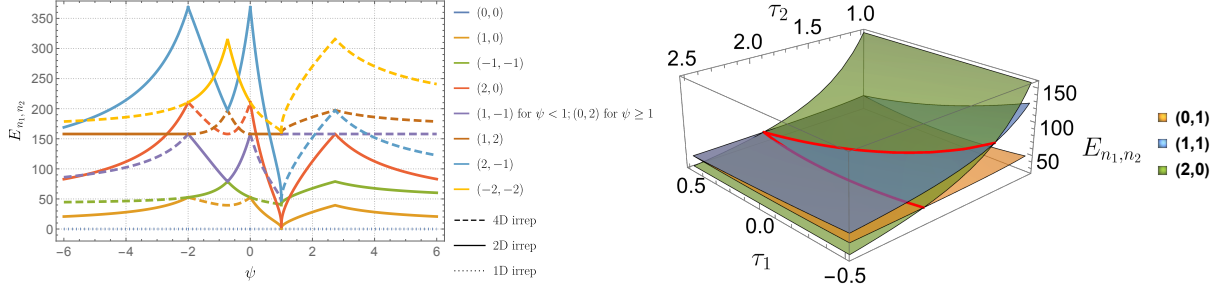 E_{n_1,n_2}
350
300
250
200
150
100
50
0
−6 −4 −2 0 2 4 6
ψ
(0,0)
(1,0)
(−1,−1)
(2,0)
(1,−1) for ψ < 1; (0,2) for ψ ≥ 1
(1,2)
(2,−1)
(−2,−2)
4D irrep
2D irrep
1D irrep
τ_2
2.5 2.0 1.5 1.0
0.5 0.0 −0.5
τ_1
150
100
50
E_{n_1,n_2}
(0,1)
(1,1)
(2,0)